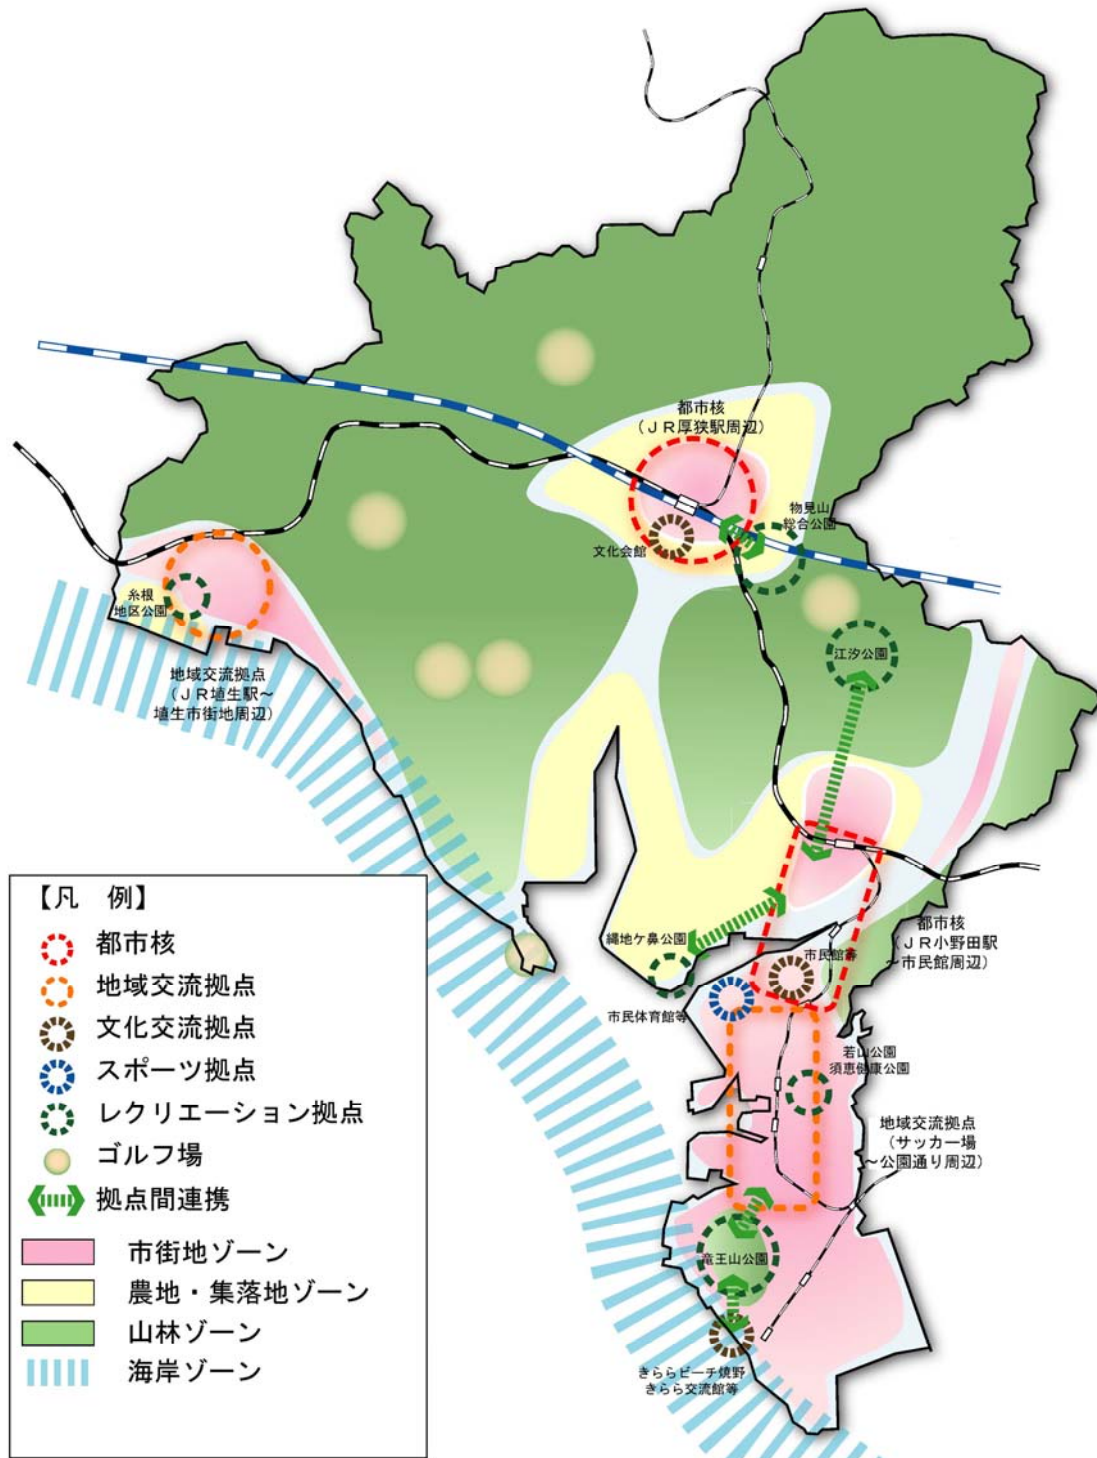 都市核
（ＪＲ厚狭駅周辺）
物見山
総合公園
文化会館
糸根
地区公園
地域交流拠点
（ＪＲ埴生駅～
埴生市街地周辺）
江汐公園
縄地ケ鼻公園
市民館等
都市核
（ＪＲ小野田駅
～市民館周辺）
市民体育館等
若山公園
須恵健康公園
地域交流拠点
（サッカー場
～公園通り周辺）
竜王山公園
きららビーチ焼野
きらら交流館等
【凡　例】
都市核
地域交流拠点
文化交流拠点
スポーツ拠点
レクリエーション拠点
ゴルフ場
拠点間連携
市街地ゾーン
農地・集落地ゾーン
山林ゾーン
海岸ゾーン